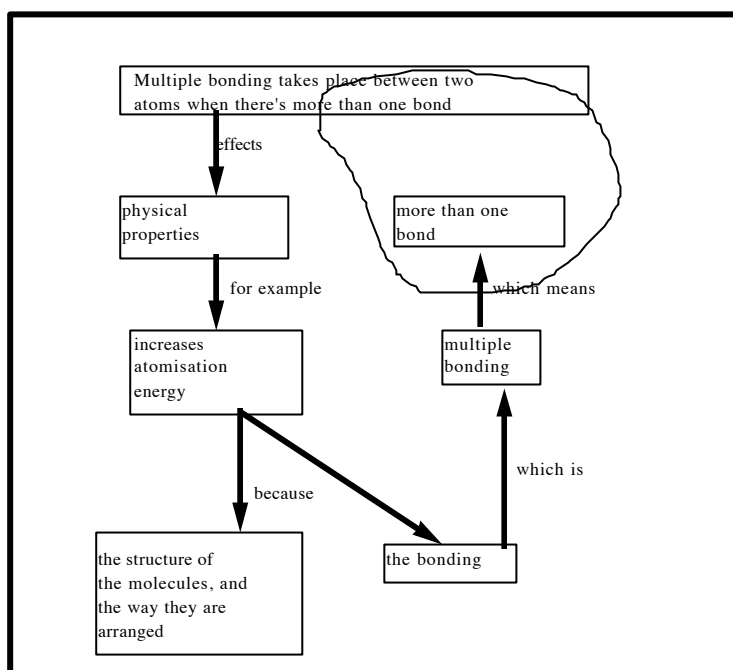 Multiple bonding takes place between two
atoms when there's more than one bond
effects
physical
properties
more than one
bond
for example
which means
increases
atomisation
energy
multiple
bonding
because
which is
the structure of
the molecules, and
the way they are
arranged
the bonding